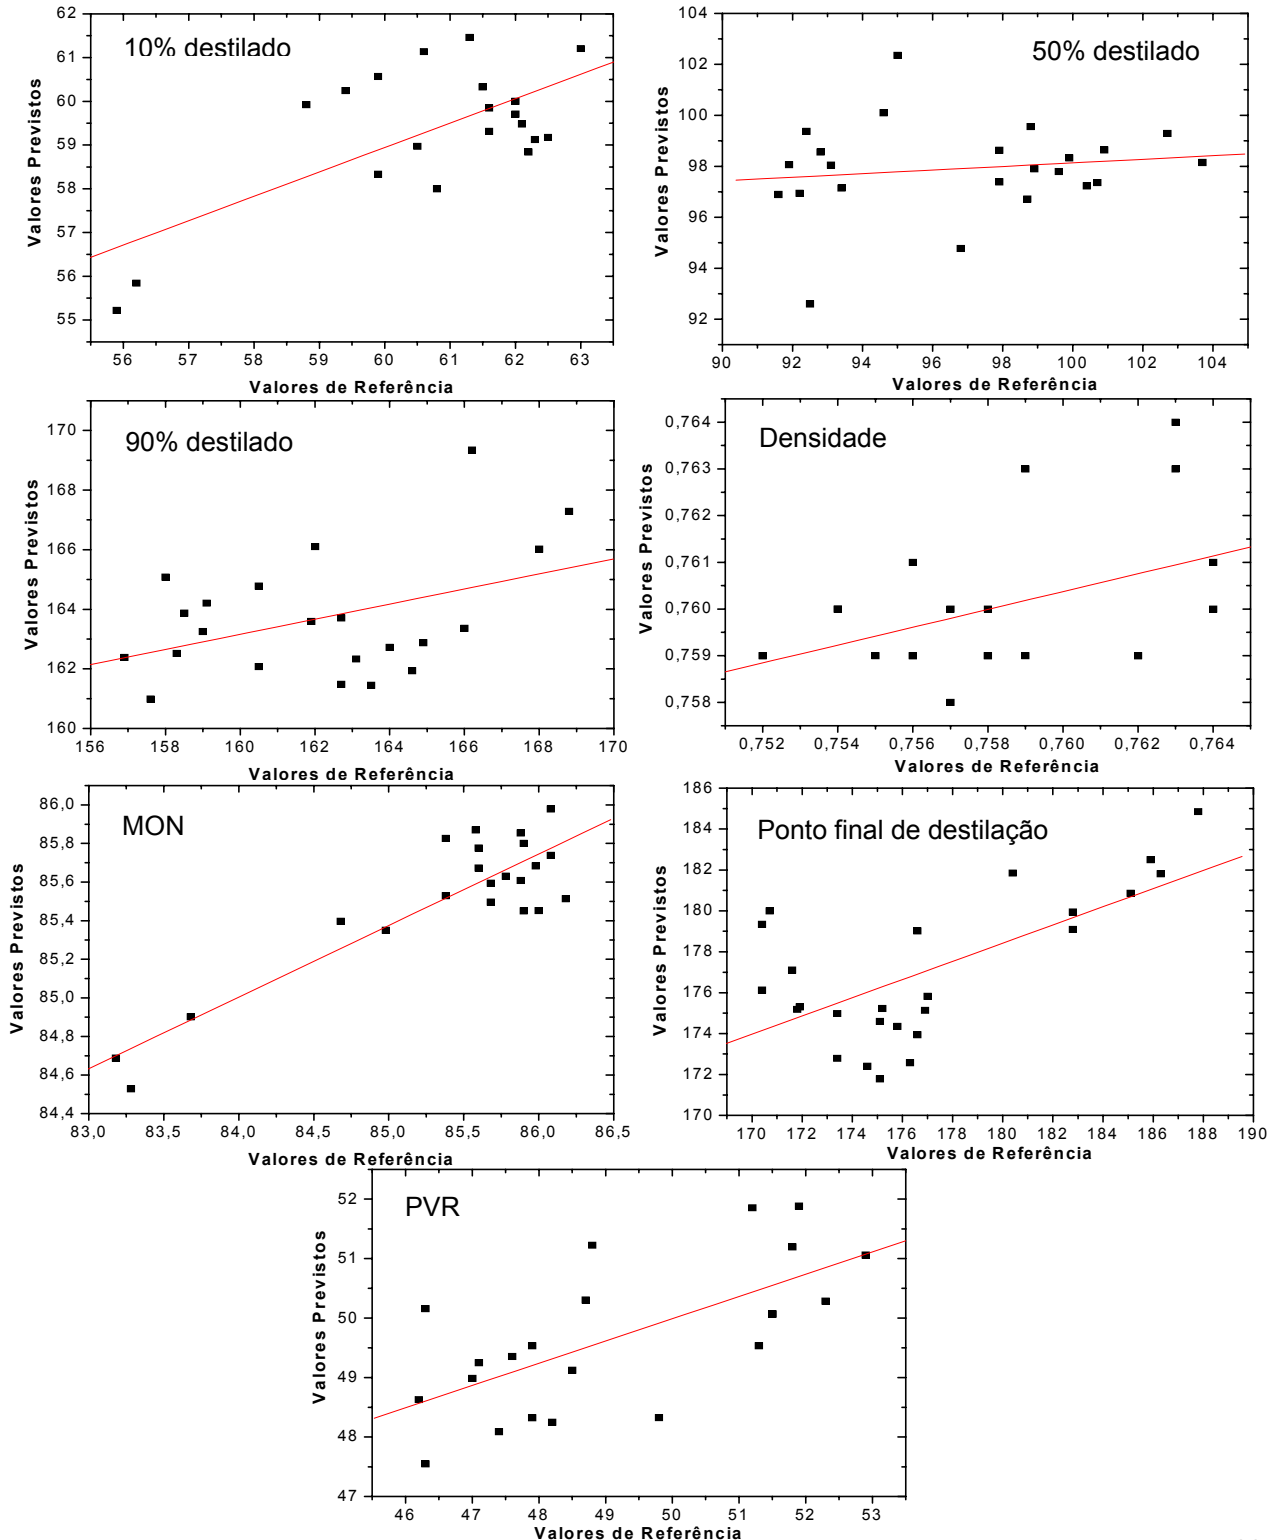 10% destilado
62
61
60
59
58
57
56
55
Valores Previstos
56 57 58 59 60 61 62 63
Valores de Referência
50% destilado
104
102
100
98
96
94
92
Valores Previstos
90 92 94 96 98 100 102 104
Valores de Referência
90% destilado
170
168
166
164
162
160
Valores Previstos
156 158 160 162 164 166 168 170
Valores de Referência
Densidade
0,764
0,763
0,762
0,761
0,760
0,759
0,758
Valores Previstos
0,752 0,754 0,756 0,758 0,760 0,762 0,764
Valores de Referência
MON
86,0
85,8
85,6
85,4
85,2
85,0
84,8
84,6
84,4
Valores Previstos
83,0 83,5 84,0 84,5 85,0 85,5 86,0 86,5
Valores de Referência
Ponto final de destilação
186
184
182
180
178
176
174
172
170
Valores Previstos
170 172 174 176 178 180 182 184 186 188 190
Valores de Referência
PVR
52
51
50
49
48
47
Valores Previstos
46 47 48 49 50 51 52 53
Valores de Referência